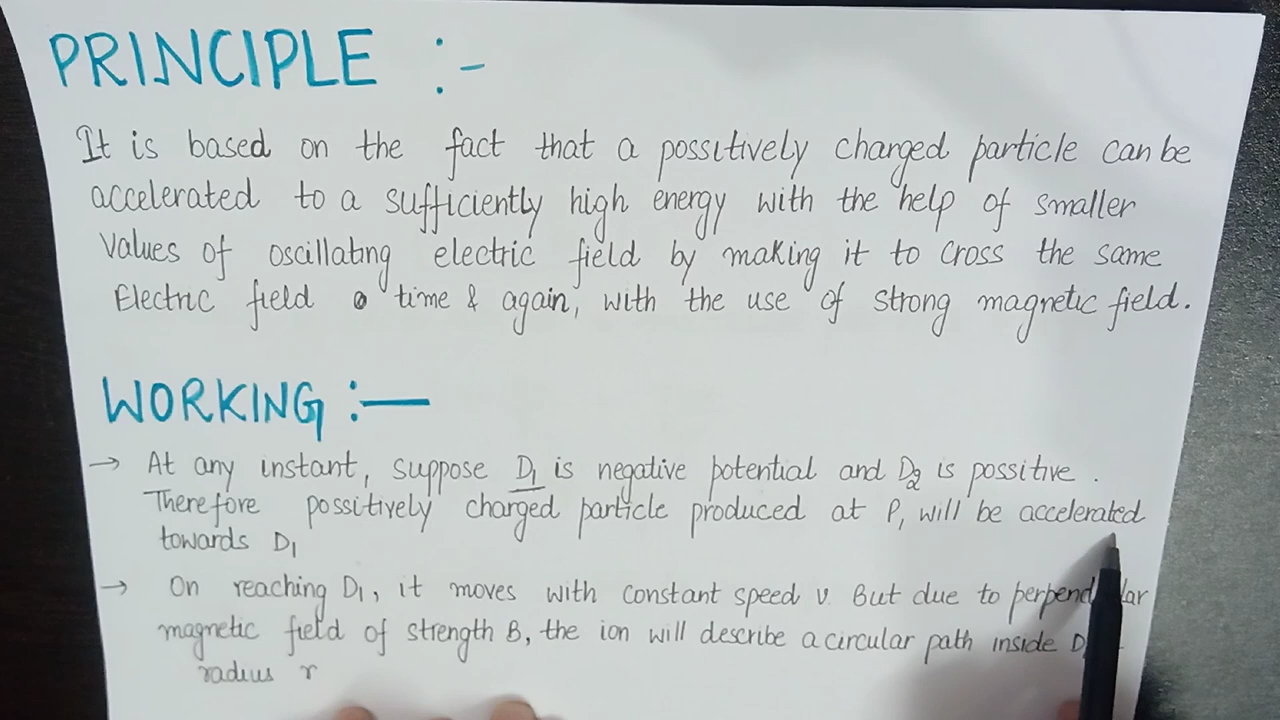 PRINCIPLE :-
It is based on the fact that a possitively charged particle can be
accelerated to a sufficiently high energy with the help of smaller
values of oscillating electric field by making it to cross the same
Electric field time & again, with the use of strong magnetic field.
WORKING :—
→ At any instant, suppose D1 is negative potential and D2 is possitive.
Therefore possitively charged particle produced at P, will be accelerated
towards D1
→ On reaching D1, it moves with constant speed v. But due to
magnetic field of strength B, the ion will describe a circular path inside
radius r